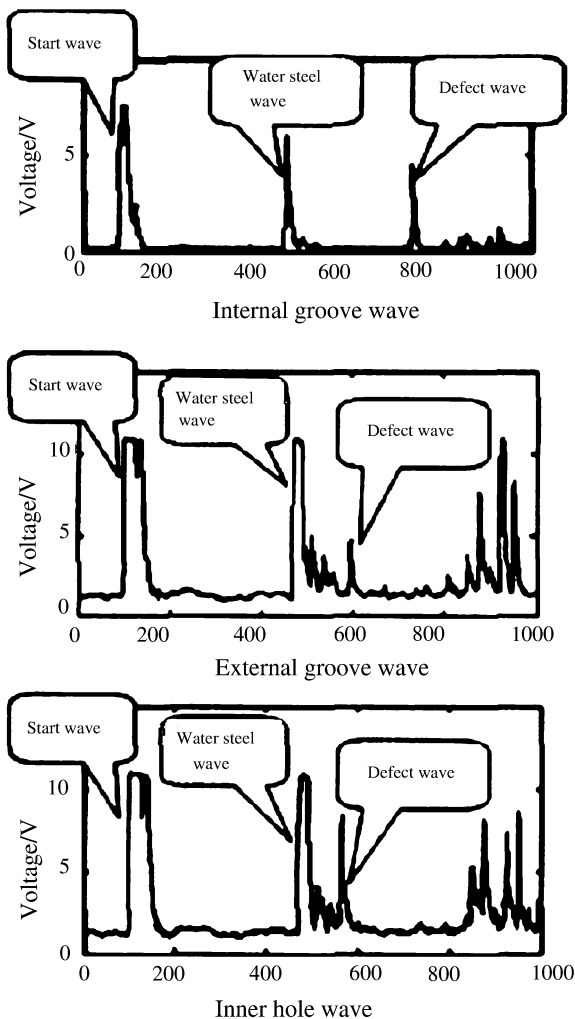 Start wave
Water steel
wave
Defect wave
Voltage/V
5
0
0 200 400 600 800 1000
Internal groove wave
Start wave
Water steel
wave
Defect wave
Voltage/V
10
5
0
0 200 400 600 800 1000
External groove wave
Start wave
Water steel
wave
Defect wave
Voltage/V
10
5
0
0 200 400 600 800 1000
Inner hole wave